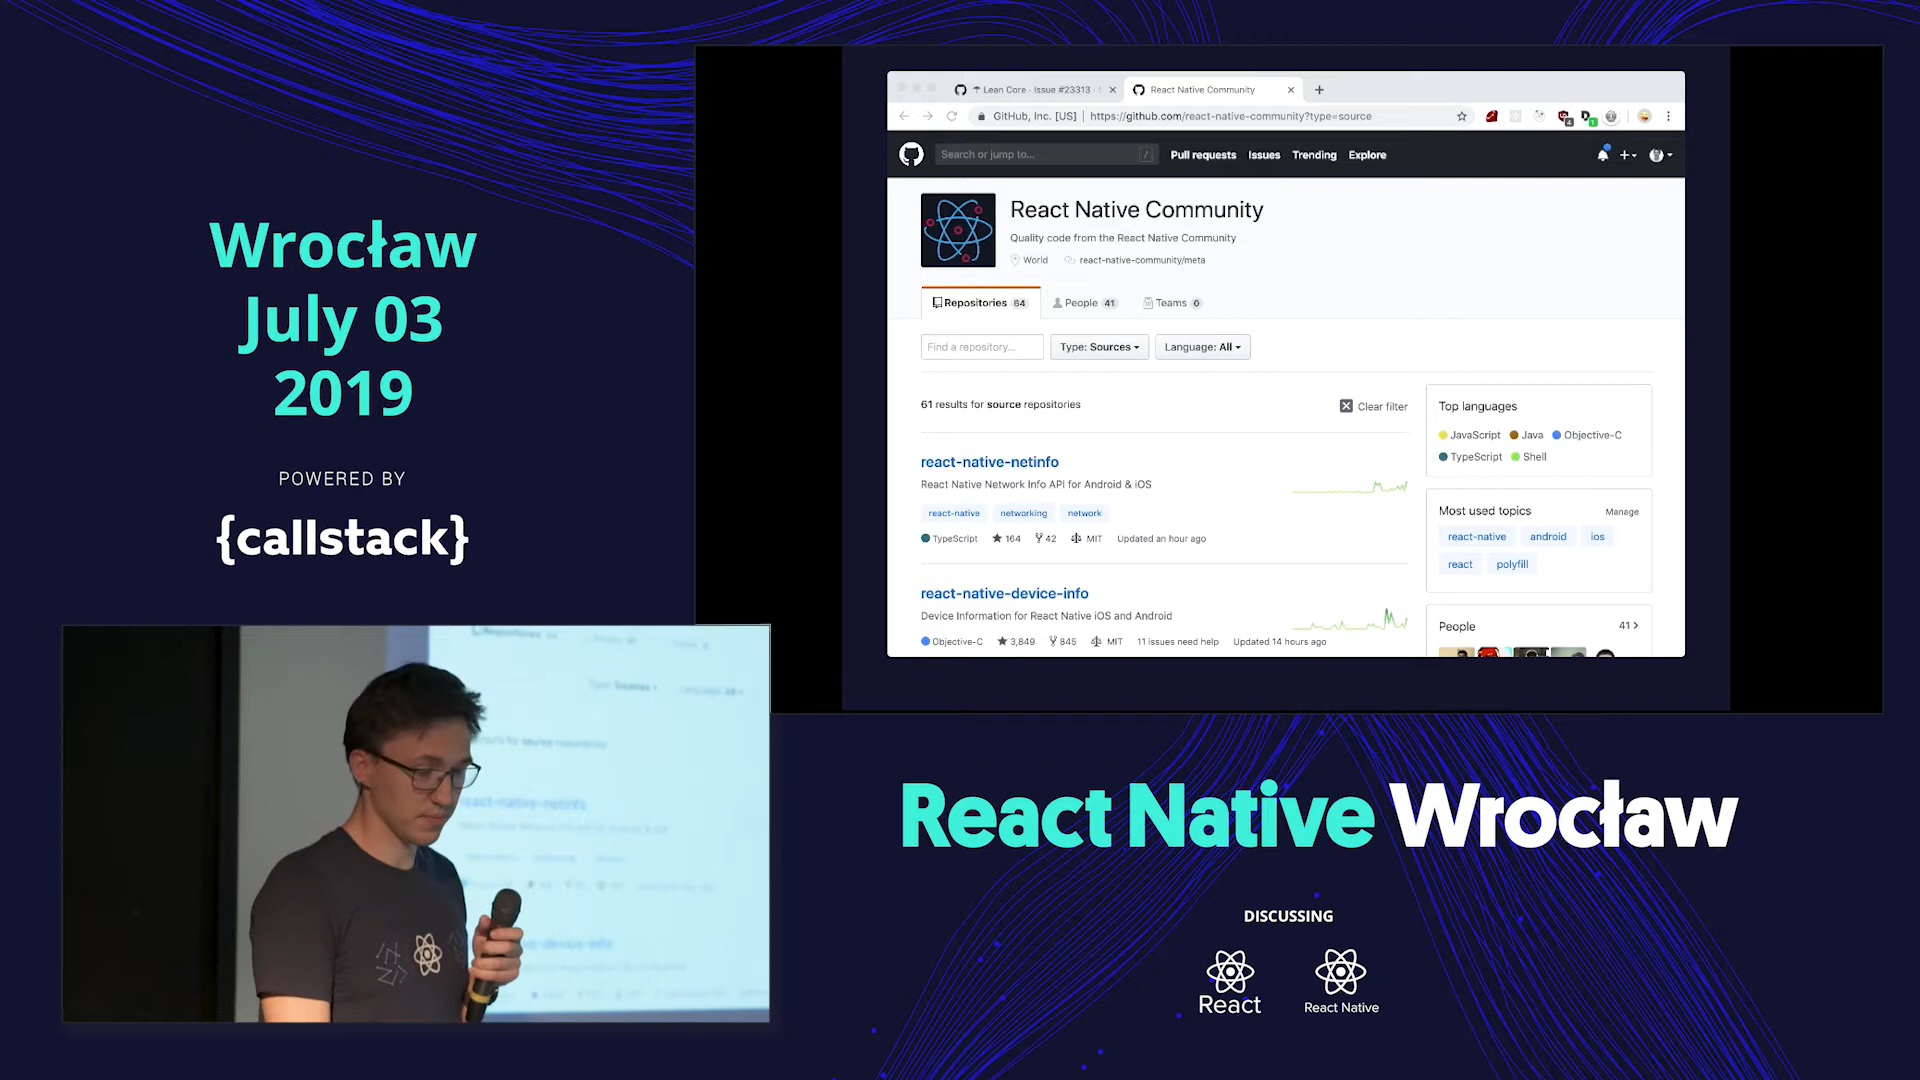 Wrocław
July 03
2019
POWERED BY
{callstack}
Lean Core · Issue #23313 ·
React Native Community
GitHub, Inc. [US] | https://github.com/react-native-community?type=source
Search or jump to... /
Pull requests Issues Trending Explore
React Native Community
Quality code from the React Native Community
World react-native-community/meta
Repositories 64 People 41 Teams 0
Find a repository... Type: Sources Language: All
61 results for source repositories Clear filter
react-native-netinfo
React Native Network Info API for Android & iOS
react-native networking network
TypeScript 164 42 MIT Updated an hour ago
react-native-device-info
Device Information for React Native iOS and Android
Objective-C 3,849 845 MIT 11 issues need help Updated 14 hours ago
Top languages
JavaScript Java Objective-C
TypeScript Shell
Most used topics Manage
react-native android ios
react polyfill
People 41
React Native Wrocław
DISCUSSING
React
React Native